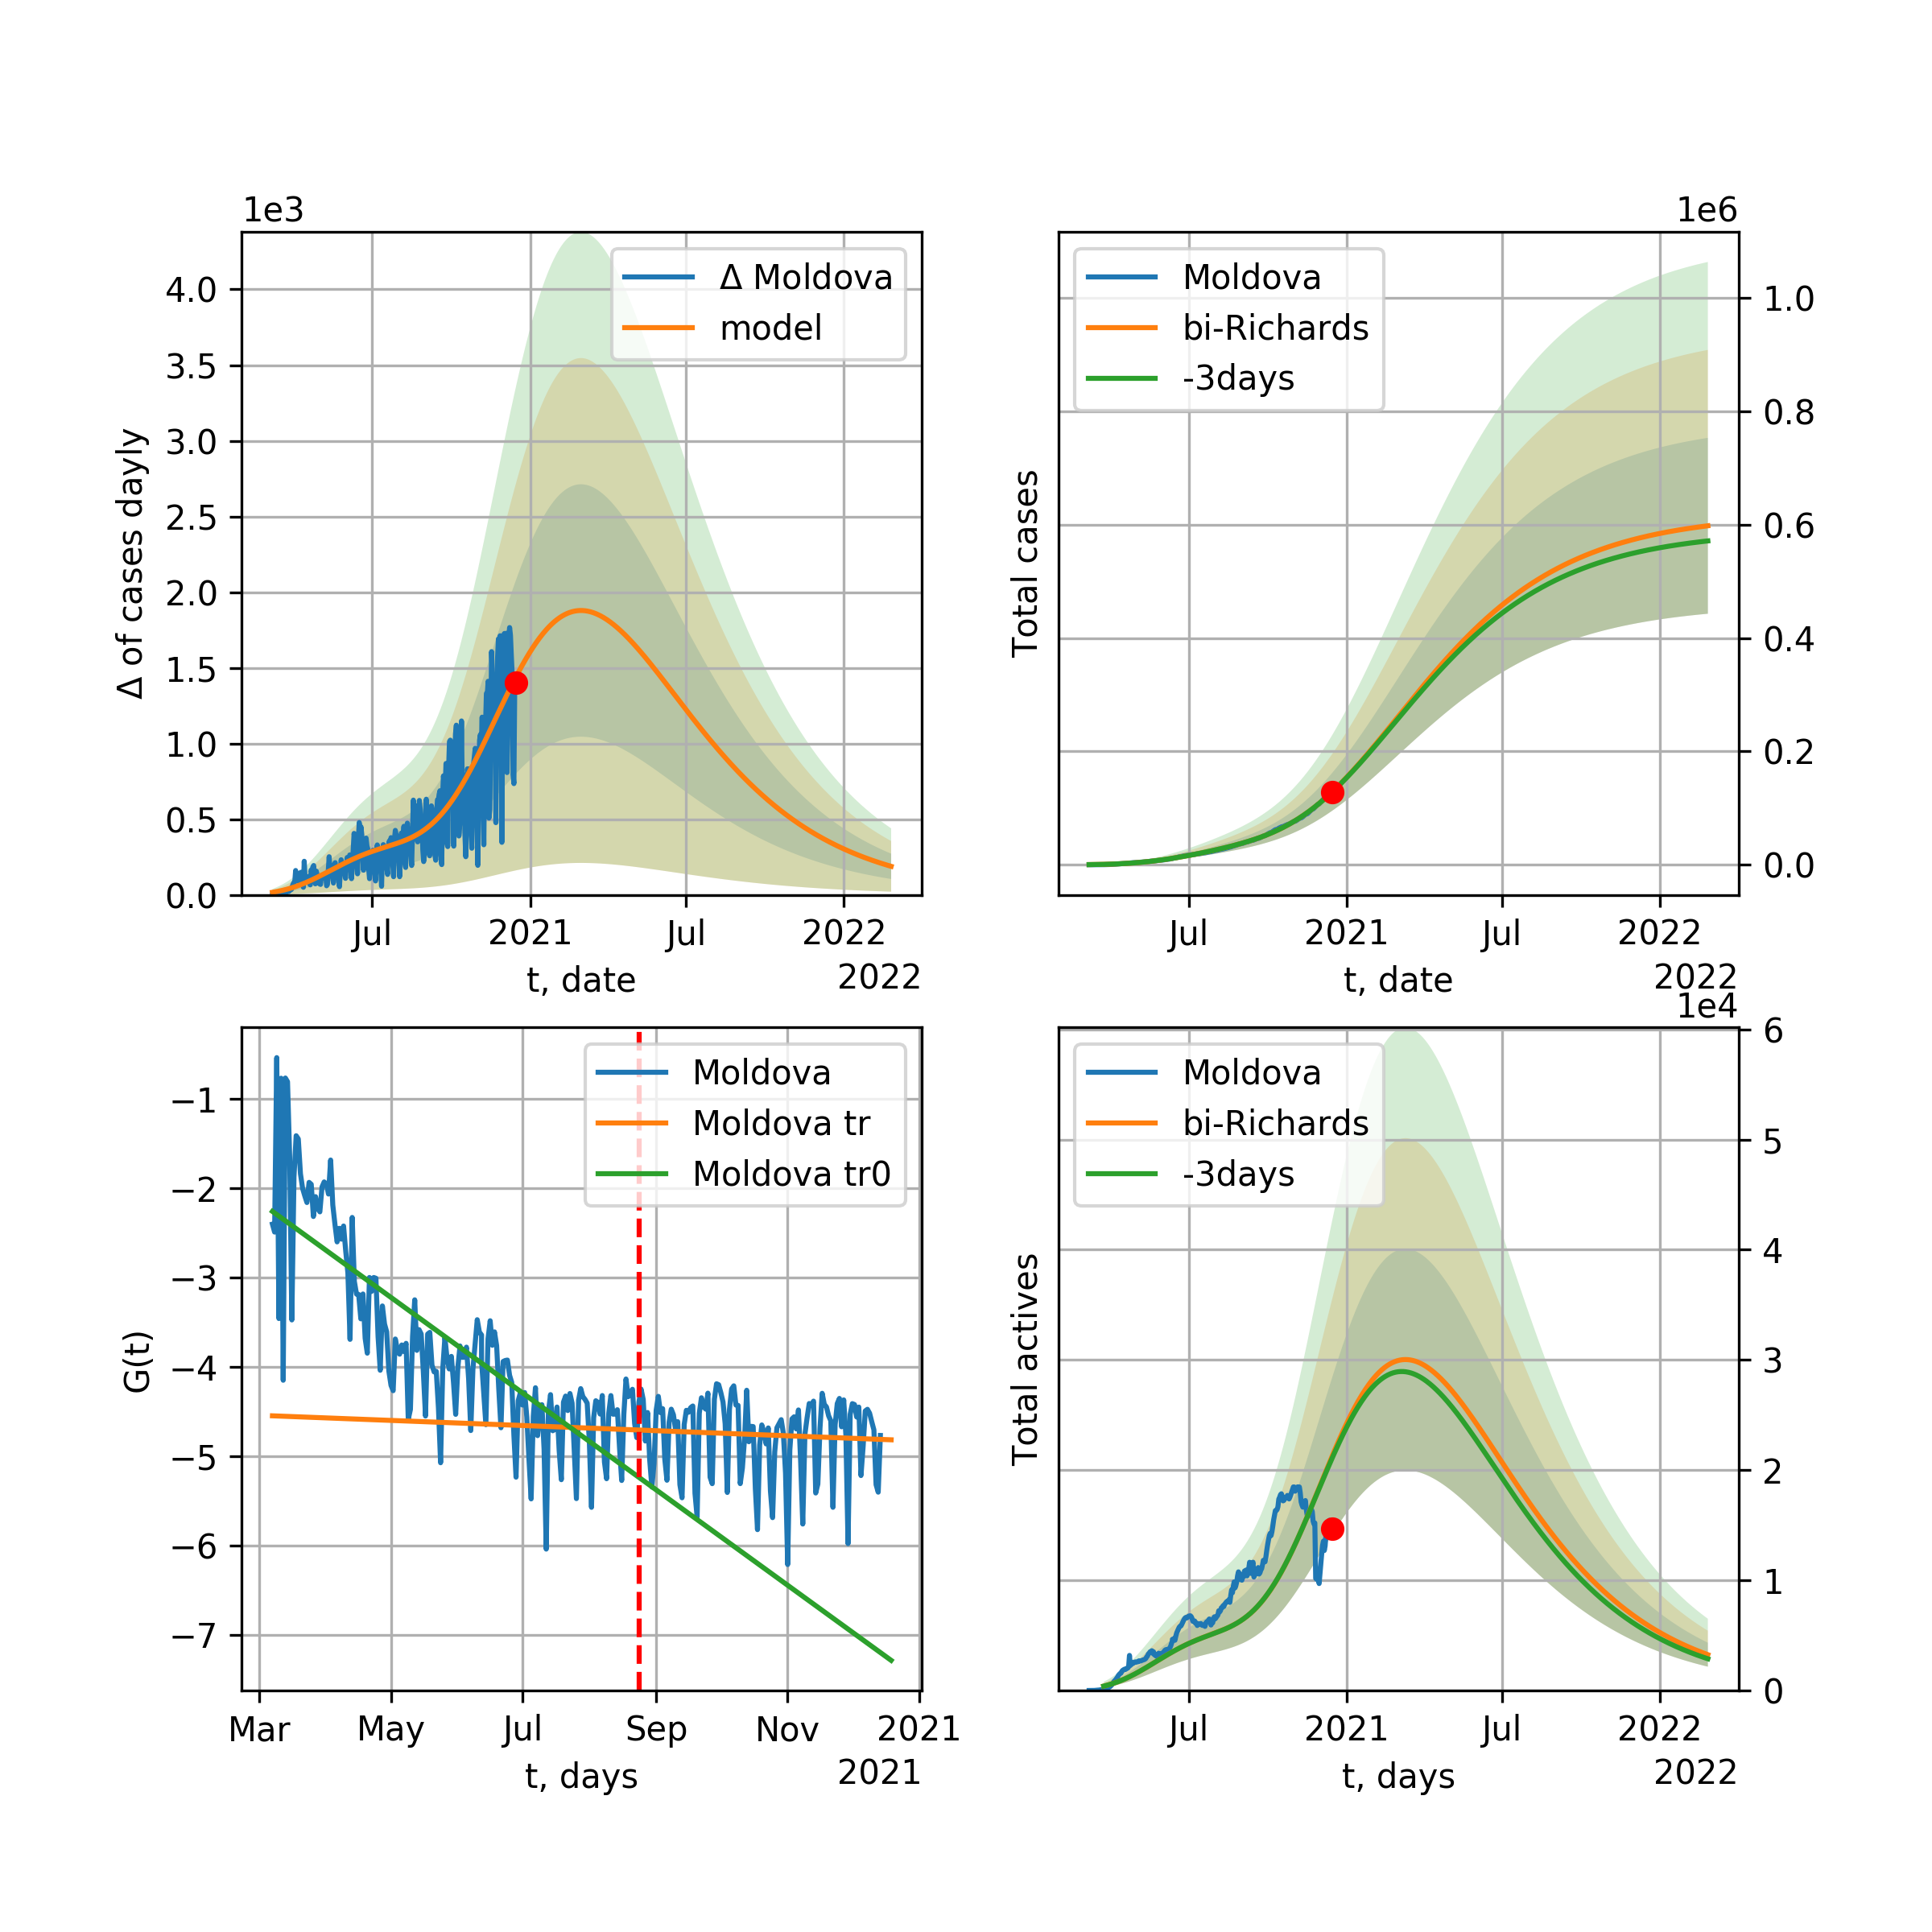 1e3
Δ Moldova
model
4.0
3.5
3.0
2.5
2.0
1.5
1.0
0.5
0.0
Δ of cases dayly
Jul 2021 Jul 2022
t, date
2022
1e6
Moldova
bi-Richards
-3days
1.0
0.8
0.6
0.4
0.2
0.0
Total cases
Jul 2021 Jul 2022
t, date
2022
Moldova
Moldova tr
Moldova tr0
−1
−2
−3
−4
−5
−6
−7
G(t)
Mar May Jul Sep Nov 2021
t, days
2021
1e4
Moldova
bi-Richards
-3days
6
5
4
3
2
1
0
Total actives
Jul 2021 Jul 2022
t, days
2022